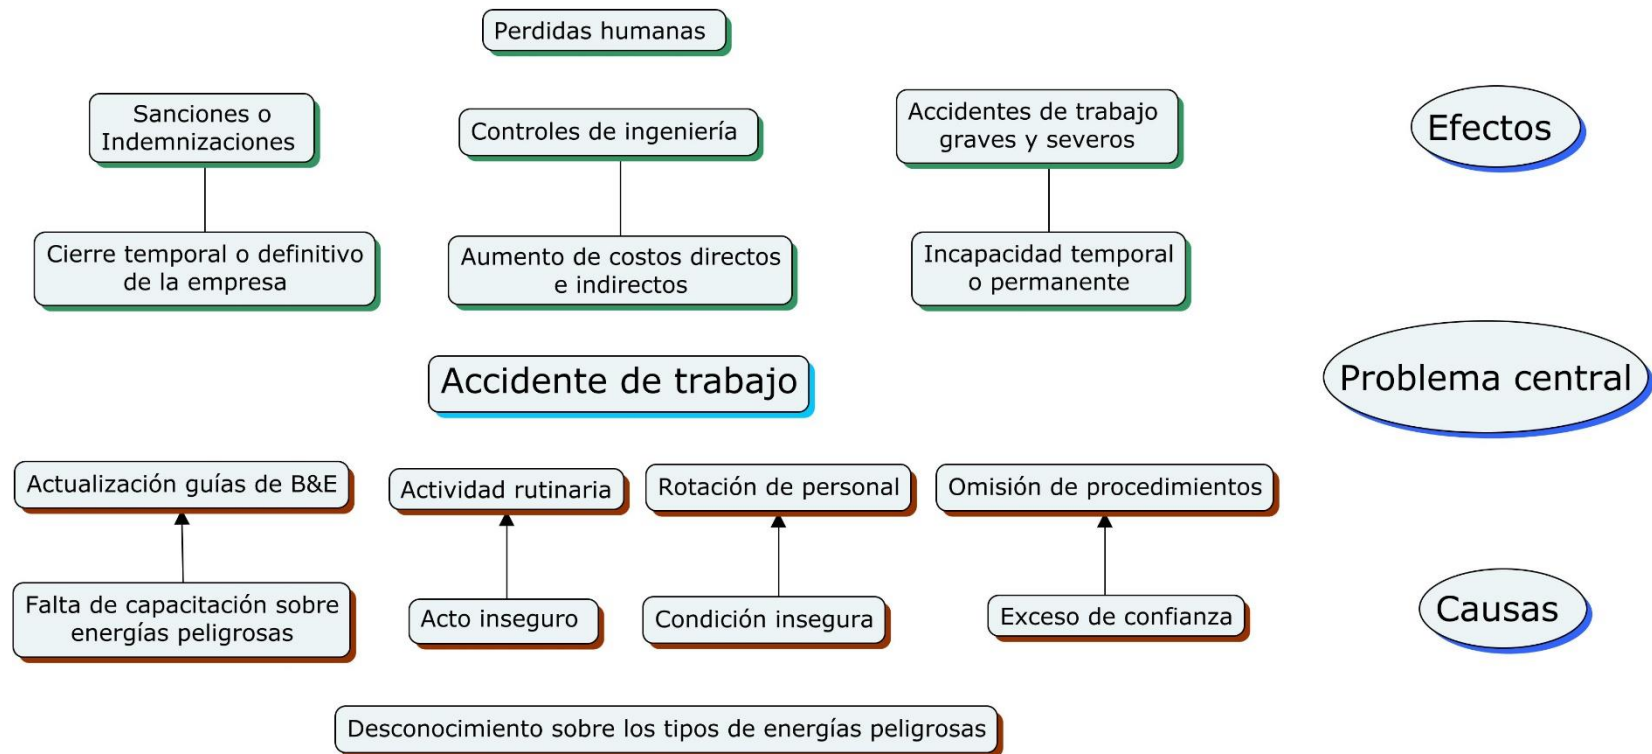 Perdidas humanas
Sanciones o
Indemnizaciones
Controles de ingeniería
Accidentes de trabajo
graves y severos
Efectos
Cierre temporal o definitivo
de la empresa
Aumento de costos directos
e indirectos
Incapacidad temporal
o permanente
Accidente de trabajo
Problema central
Actualización guías de B&E
Actividad rutinaria
Rotación de personal
Omisión de procedimientos
Falta de capacitación sobre
energías peligrosas
Acto inseguro
Condición insegura
Exceso de confianza
Causas
Desconocimiento sobre los tipos de energías peligrosas